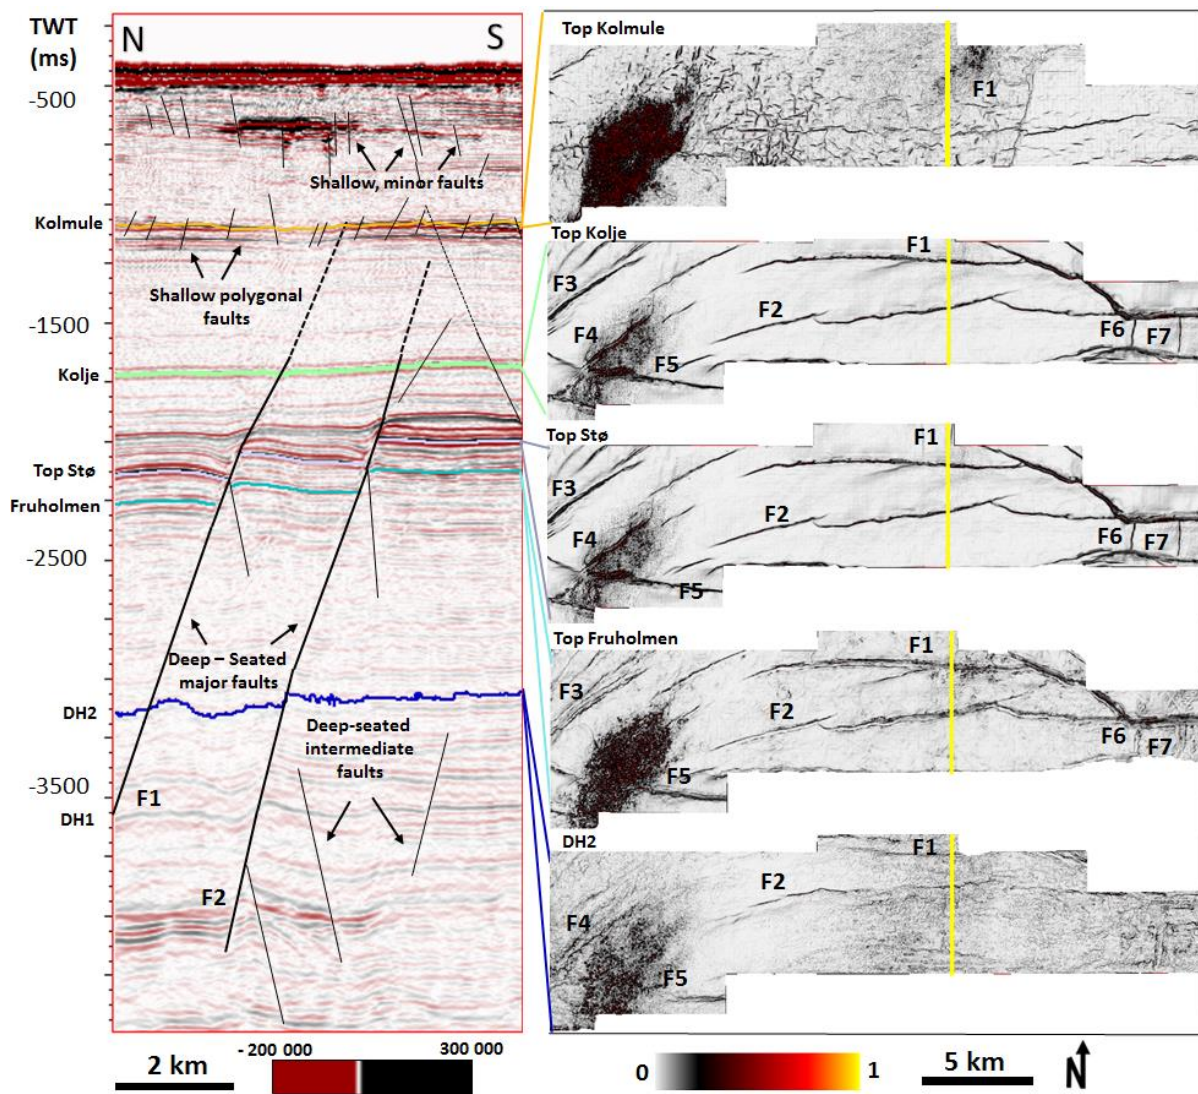 TWT
(ms)
N
S
-500
Shallow, minor faults
Kolmule
Shallow polygonal
faults
-1500
Kolje
Top Stø
Fruholmen
-2500
Deep – Seated
major faults
DH2
Deep-seated
intermediate
faults
-3500
F1
DH1
F2
2 km
- 200 000
300 000
Top Kolmule
F1
Top Kolje
F1
F3
F2
F4
F5
F6
F7
Top Stø
F1
F3
F2
F4
F5
F6
F7
Top Fruholmen
F1
F3
F2
F5
F6
F7
DH2
F1
F2
F4
F5
0
1
5 km
N